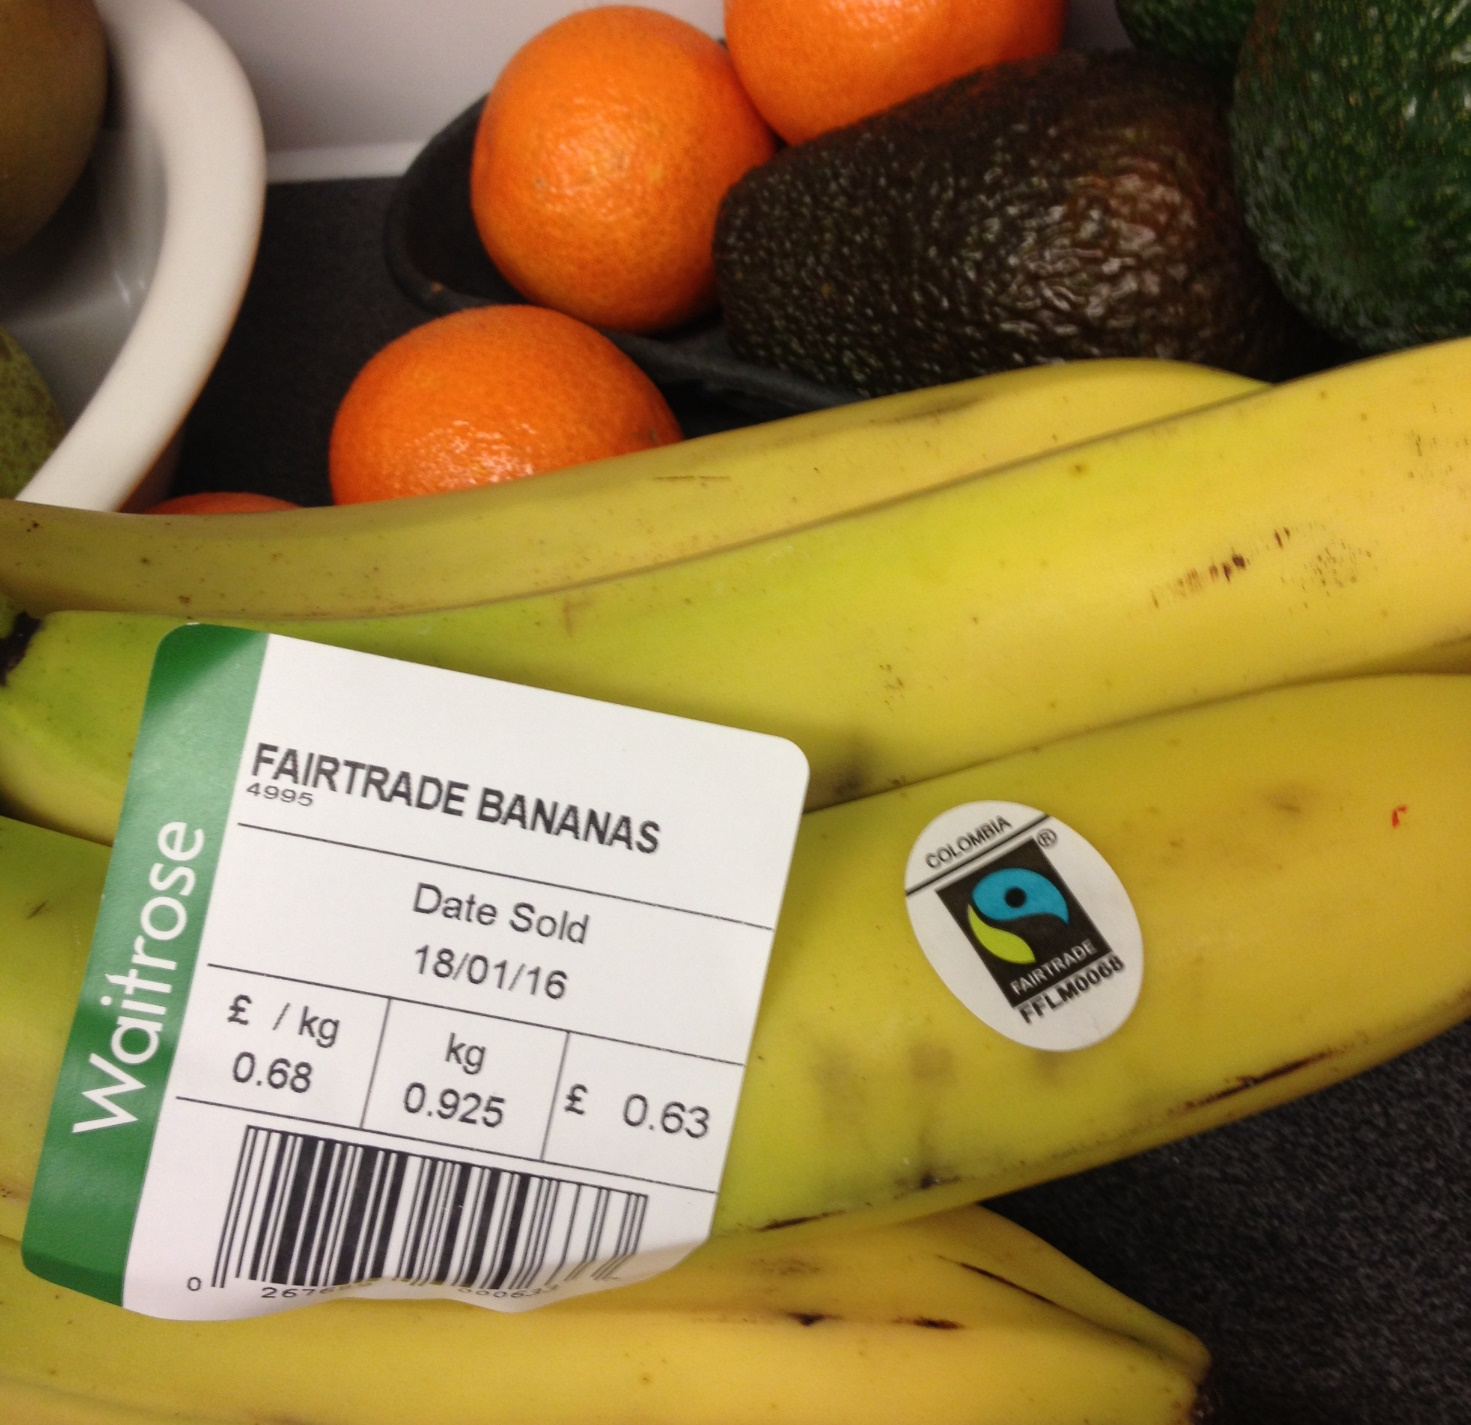 Waitrose
FAIRTRADE BANANAS
4995
Date Sold
18/01/16
£ / kg
0.68
kg
0.925
£ 0.63
0
COLOMBIA
®
FAIRTRADE
FFLM0068